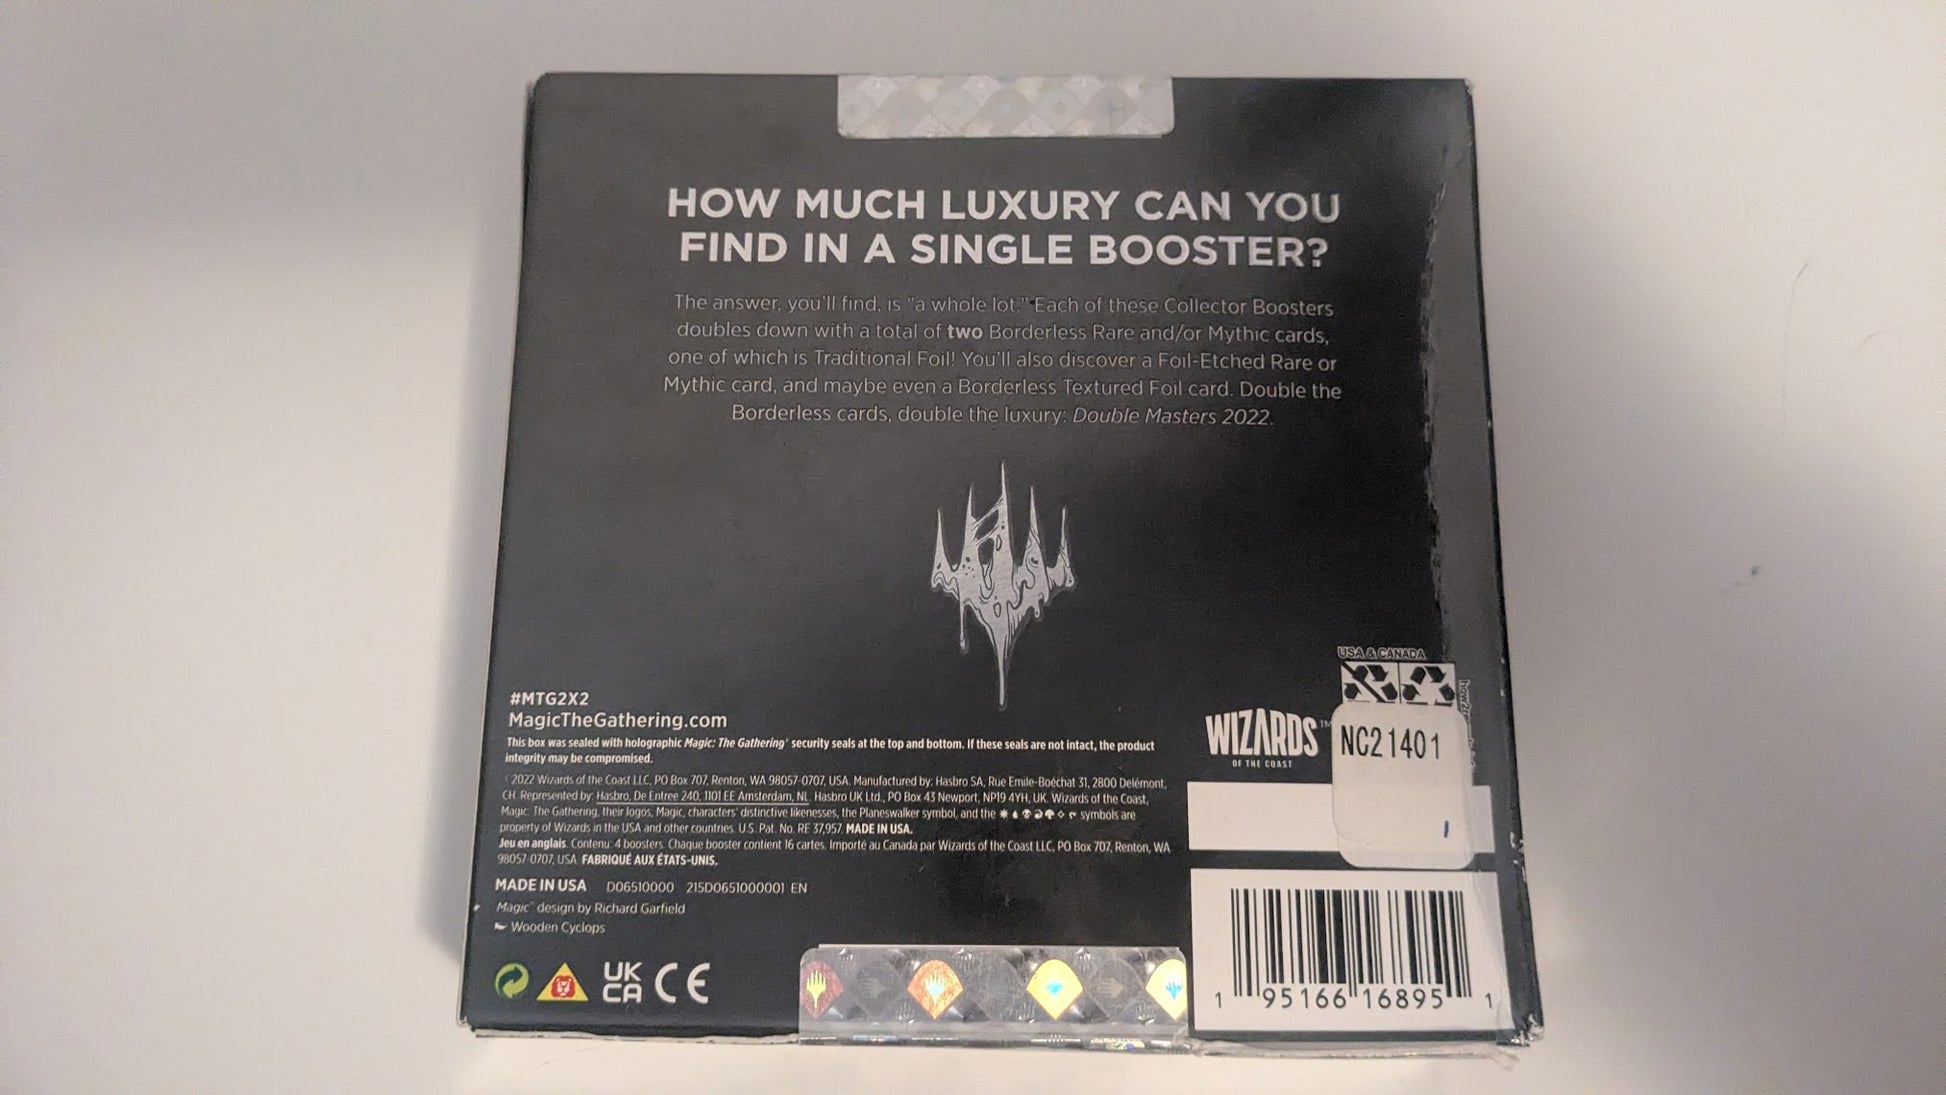 HOW MUCH LUXURY CAN YOU
FIND IN A SINGLE BOOSTER?
The answer, you'll find, is "a whole lot." Each of these Collector Boosters
doubles down with a total of two Borderless Rare and/or Mythic cards,
one of which is Traditional Foil! You'll also discover a Foil-Etched Rare or
Mythic card, and maybe even a Borderless Textured Foil card. Double the
Borderless cards, double the luxury: Double Masters 2022.
#MTG2X2
MagicTheGathering.com
This box was sealed with holographic Magic: The Gathering® security seals at the top and bottom. If these seals are not intact, the product
integrity may be compromised.
2022 Wizards of the Coast LLC, PO Box 707, Renton, WA 98057-0707, USA. Manufactured by: Hasbro SA, Rue Emile-Boéchat 31, 2800 Delémont,
CH. Represented by: Hasbro, De Entree 240, 1101 EE Amsterdam, NL. Hasbro UK Ltd., PO Box 43 Newport, NP19 4YH, UK. Wizards of the Coast,
Magic: The Gathering, their logos, Magic, characters' distinctive likenesses, the Planeswalker symbol, and the symbols are
property of Wizards in the USA and other countries. U.S. Pat. No. RE 37,957. MADE IN USA.
Jeu en anglais. Contenu: 4 boosters. Chaque booster contient 16 cartes. Importé au Canada par Wizards of the Coast LLC, PO Box 707, Renton, WA
98057-0707, USA. FABRIQUÉ AUX ÉTATS-UNIS.
MADE IN USA D06510000 215D0651000001 EN
Magic™ design by Richard Garfield
Wooden Cyclops
UK
CA CE
USA & CANADA
WIZARDS™
OF THE COAST
NC21401
1 95166 16895 1